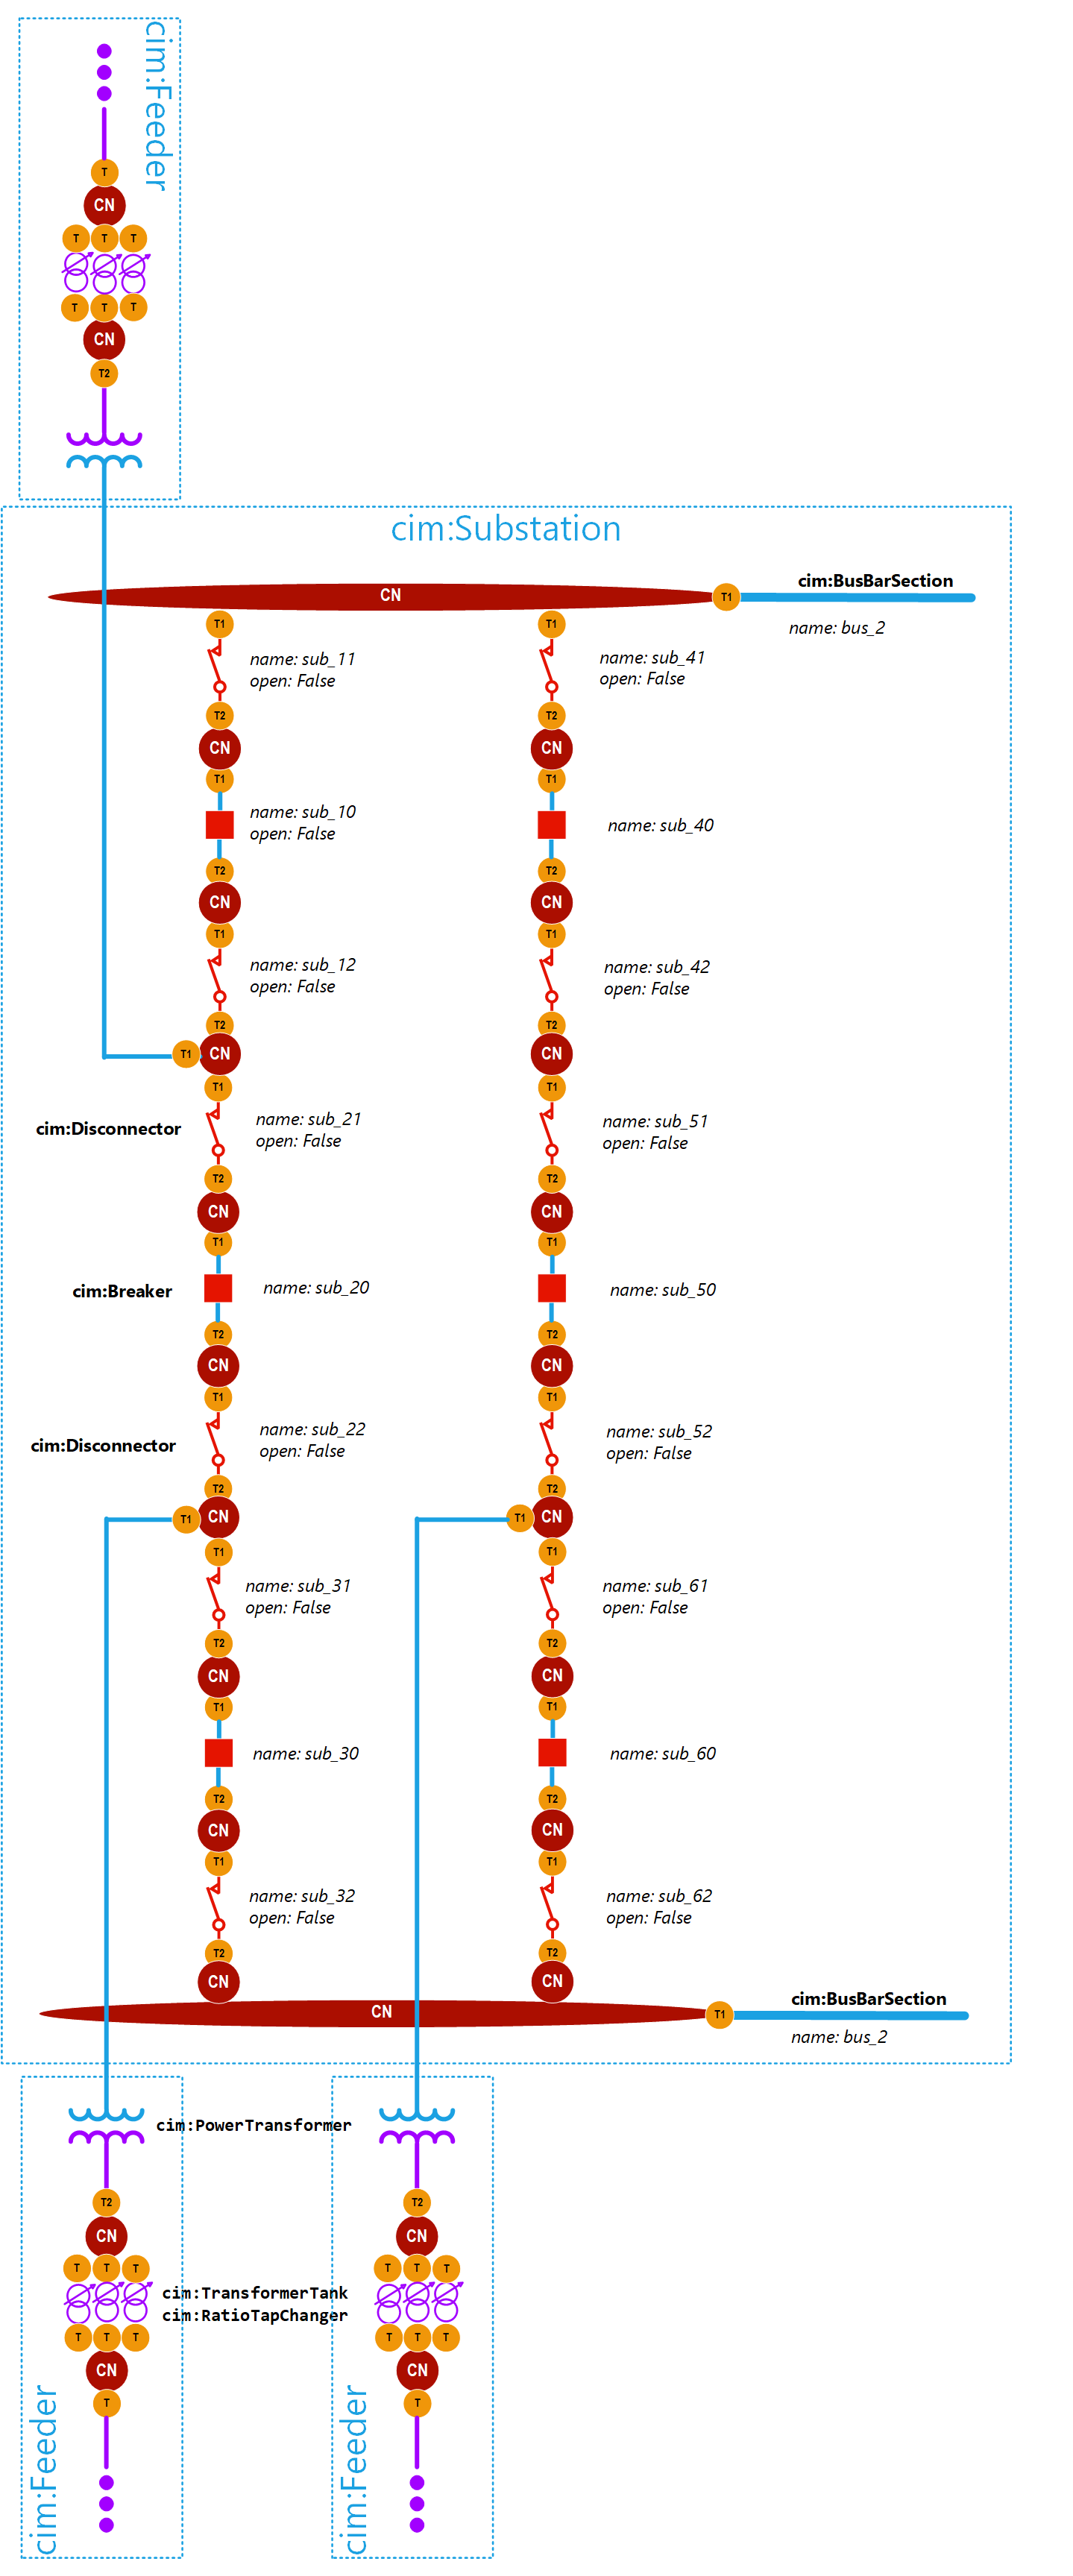 cim:Feeder
T
CN
T T T
T T T
CN
T2
cim:Substation
CN
T1
cim:BusBarSection
name: bus_2
T1
name: sub_11
open: False
T2
CN
T1
name: sub_10
open: False
T2
CN
T1
name: sub_12
open: False
T2
T1
CN
T1
cim:Disconnector
name: sub_21
open: False
T2
CN
T1
cim:Breaker
name: sub_20
T2
CN
T1
cim:Disconnector
name: sub_22
open: False
T2
T1
CN
T1
name: sub_31
open: False
T2
CN
T1
name: sub_30
T2
CN
T1
name: sub_32
open: False
T2
CN
T1
name: sub_41
open: False
T2
CN
T1
name: sub_40
T2
CN
T1
name: sub_42
open: False
T2
CN
T1
name: sub_51
open: False
T2
CN
T1
name: sub_50
T2
CN
T1
name: sub_52
open: False
T2
T1
CN
T1
name: sub_61
open: False
T2
CN
T1
name: sub_60
T2
CN
T1
name: sub_62
open: False
T2
CN
CN
T1
cim:BusBarSection
name: bus_2
cim:PowerTransformer
T2
CN
T T T
cim:TransformerTank
cim:RatioTapChanger
T T T
CN
T
cim:Feeder
T2
CN
T T T
T T T
CN
T
cim:Feeder